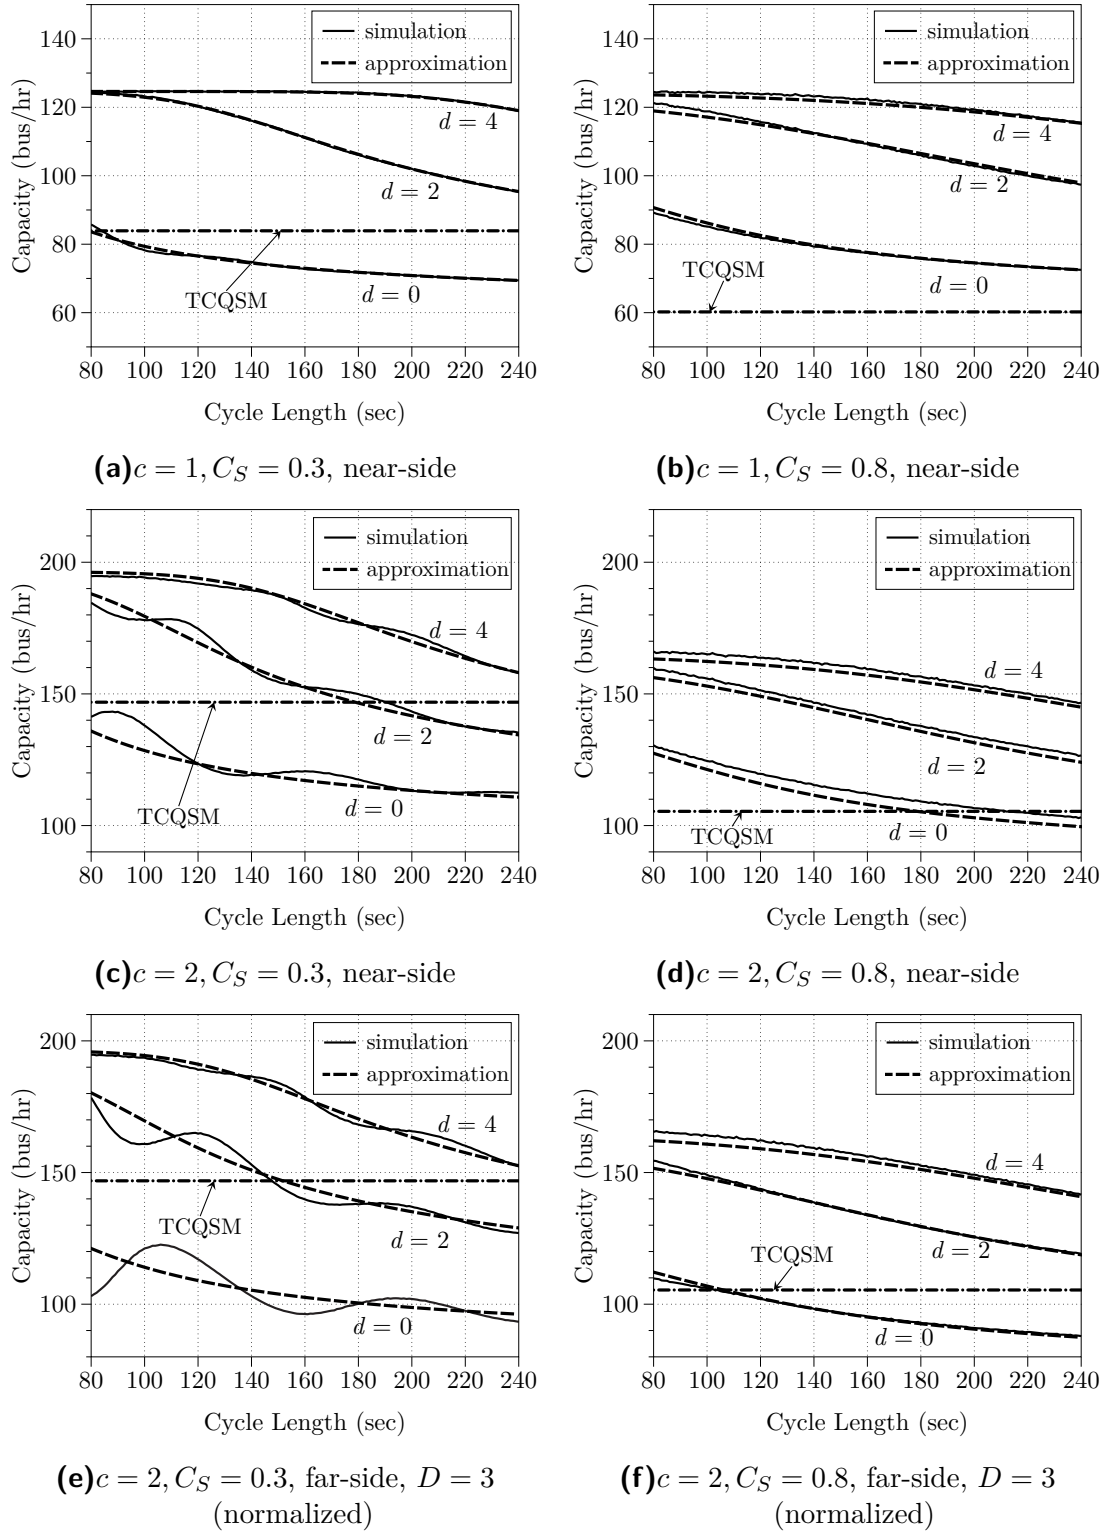 simulation
approximation
140
120
100
80
60
Capacity (bus/hr)
d = 4
d = 2
TCQSM
d = 0
80 100 120 140 160 180 200 220 240
Cycle Length (sec)
(a) c = 1, C_S = 0.3, near-side
simulation
approximation
140
120
100
80
60
Capacity (bus/hr)
d = 4
d = 2
TCQSM
d = 0
80 100 120 140 160 180 200 220 240
Cycle Length (sec)
(b) c = 1, C_S = 0.8, near-side
simulation
approximation
200
150
100
Capacity (bus/hr)
d = 4
d = 2
d = 0
TCQSM
80 100 120 140 160 180 200 220 240
Cycle Length (sec)
(c) c = 2, C_S = 0.3, near-side
simulation
approximation
200
150
100
Capacity (bus/hr)
d = 4
d = 2
d = 0
TCQSM
80 100 120 140 160 180 200 220 240
Cycle Length (sec)
(d) c = 2, C_S = 0.8, near-side
simulation
approximation
200
150
100
Capacity (bus/hr)
d = 4
TCQSM
d = 2
d = 0
80 100 120 140 160 180 200 220 240
Cycle Length (sec)
(e) c = 2, C_S = 0.3, far-side, D = 3
(normalized)
simulation
approximation
200
150
100
Capacity (bus/hr)
d = 4
d = 2
TCQSM
d = 0
80 100 120 140 160 180 200 220 240
Cycle Length (sec)
(f) c = 2, C_S = 0.8, far-side, D = 3
(normalized)